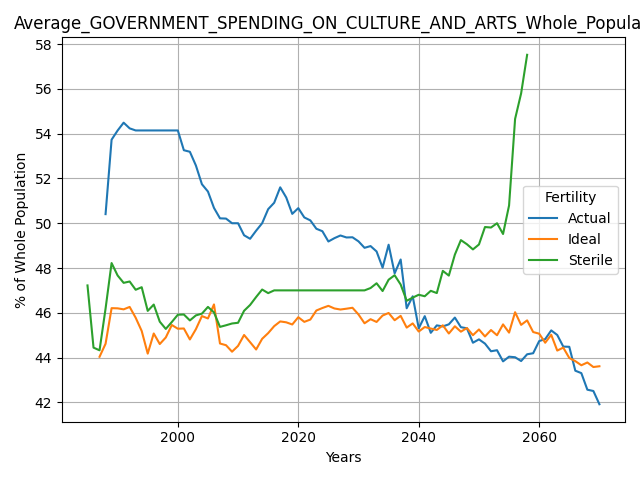 Average_GOVERNMENT_SPENDING_ON_CULTURE_AND_ARTS_Whole_Popula
58
56
54
52
50
48
46
44
42
% of Whole Population
Fertility
Actual
Ideal
Sterile
2000 2020 2040 2060
Years